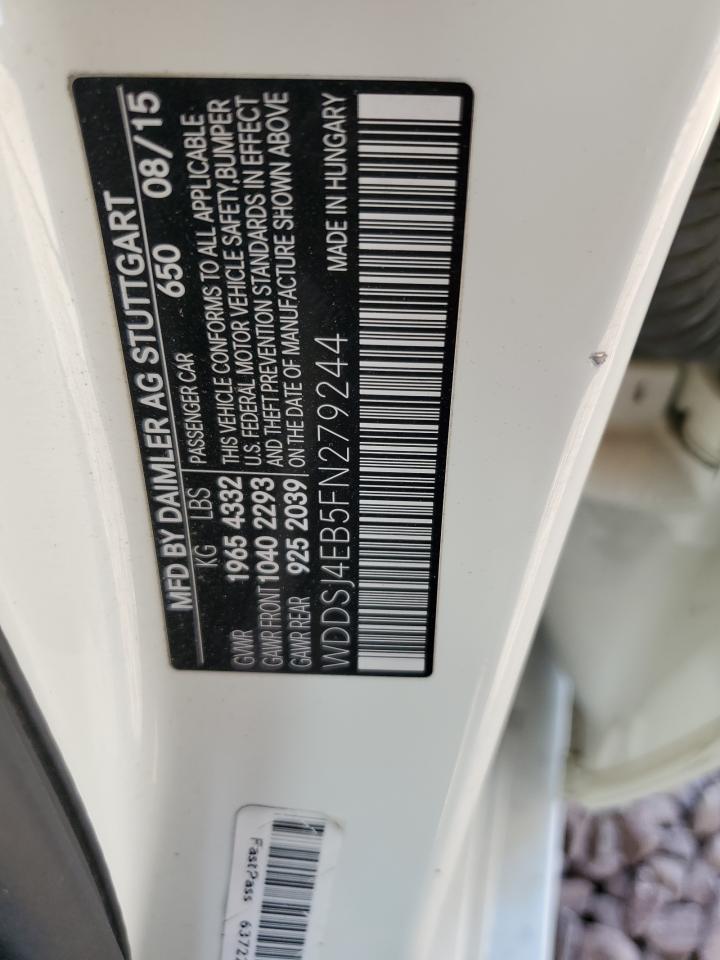 MFD BY DAIMLER AG STUTTGART
650 08/15
KG LBS PASSENGER CAR
GVWR 1965 4332 THIS VEHICLE CONFORMS TO ALL APPLICABLE
GAWR FRONT 1040 2293 U.S. FEDERAL MOTOR VEHICLE SAFETY, BUMPER
GAWR REAR 925 2039 AND THEFT PREVENTION STANDARDS IN EFFECT
ON THE DATE OF MANUFACTURE SHOWN ABOVE
WDDSJ4EB5FN279244 MADE IN HUNGARY
FastPass